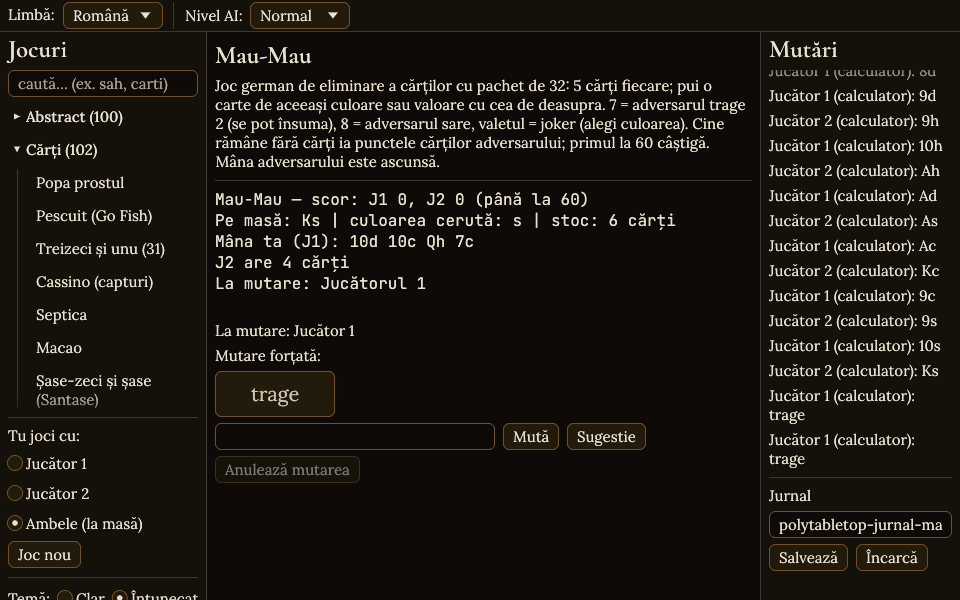 Limbă:
Română
Nivel AI:
Normal
Jocuri
caută... (ex. sah, carti)
Abstract (100)
Cărți (102)
Popa prostul
Pescuit (Go Fish)
Treizeci și unu (31)
Cassino (capturi)
Septica
Macao
Șase-zeci și șase
(Santase)
Tu joci cu:
Jucător 1
Jucător 2
Ambele (la masă)
Joc nou
Temă:
Clar
Întunecat
Mau-Mau
Joc german de eliminare a cărților cu pachet de 32: 5 cărți fiecare; pui o
carte de aceeași culoare sau valoare cu cea de deasupra. 7 = adversarul trage
2 (se pot însuma), 8 = adversarul sare, valetul = joker (alegi culoarea). Cine
rămâne fără cărți ia punctele cărților adversarului; primul la 60 câștigă.
Mâna adversarului este ascunsă.
Mau-Mau — scor: J1 0, J2 0 (până la 60)
Pe masă: Ks | culoarea cerută: s | stoc: 6 cărți
Mâna ta (J1): 10d 10c Qh 7c
J2 are 4 cărți
La mutare: Jucătorul 1
La mutare: Jucător 1
Mutare forțată:
trage
Mută
Sugestie
Anulează mutarea
Mutări
Jucător 1 (calculator): 8d
Jucător 1 (calculator): 9d
Jucător 2 (calculator): 9h
Jucător 1 (calculator): 10h
Jucător 2 (calculator): Ah
Jucător 1 (calculator): Ad
Jucător 2 (calculator): As
Jucător 1 (calculator): Ac
Jucător 2 (calculator): Kc
Jucător 1 (calculator): 9c
Jucător 2 (calculator): 9s
Jucător 1 (calculator): 10s
Jucător 2 (calculator): Ks
Jucător 1 (calculator):
trage
Jucător 1 (calculator):
trage
Jurnal
polytabletop-jurnal-ma
Salvează
Încarcă